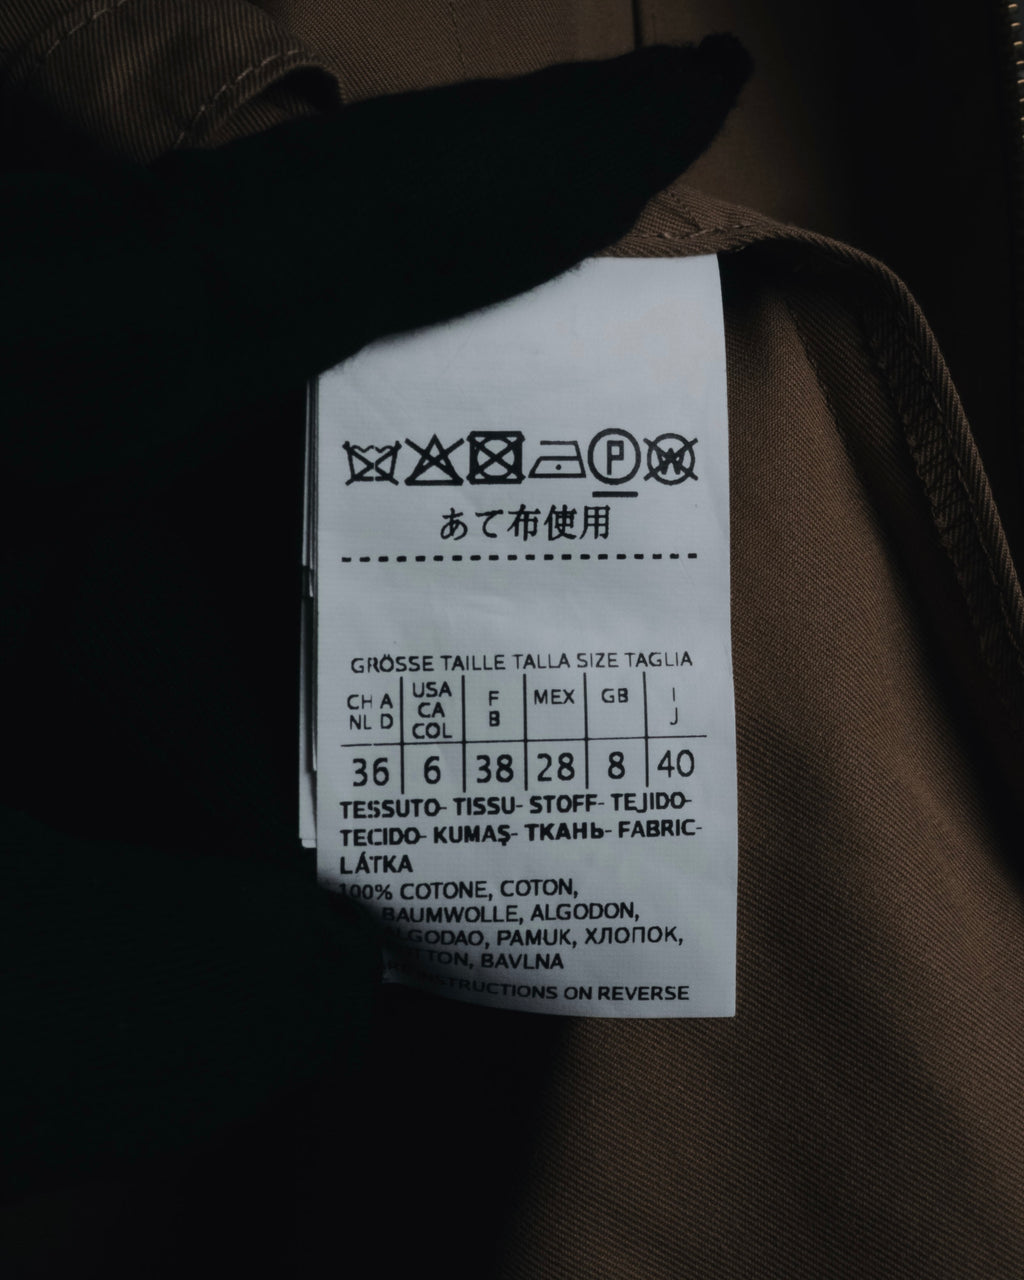 P W
あて布使用
GRÖSSE TAILLE TALLA SIZE TAGLIA
CH A NL D | USA CA COL | F B | MEX | GB | I J
36 | 6 | 38 | 28 | 8 | 40
TESSUTO- TISSU- STOFF- TEJIDO-
TECIDO- KUMAŞ- ТКАНЬ- FABRIC-
LÁTKA
100% COTONE, COTON,
BAUMWOLLE, ALGODON,
PAMUK, ХЛОПОК,
BAVLNA
INSTRUCTIONS ON REVERSE